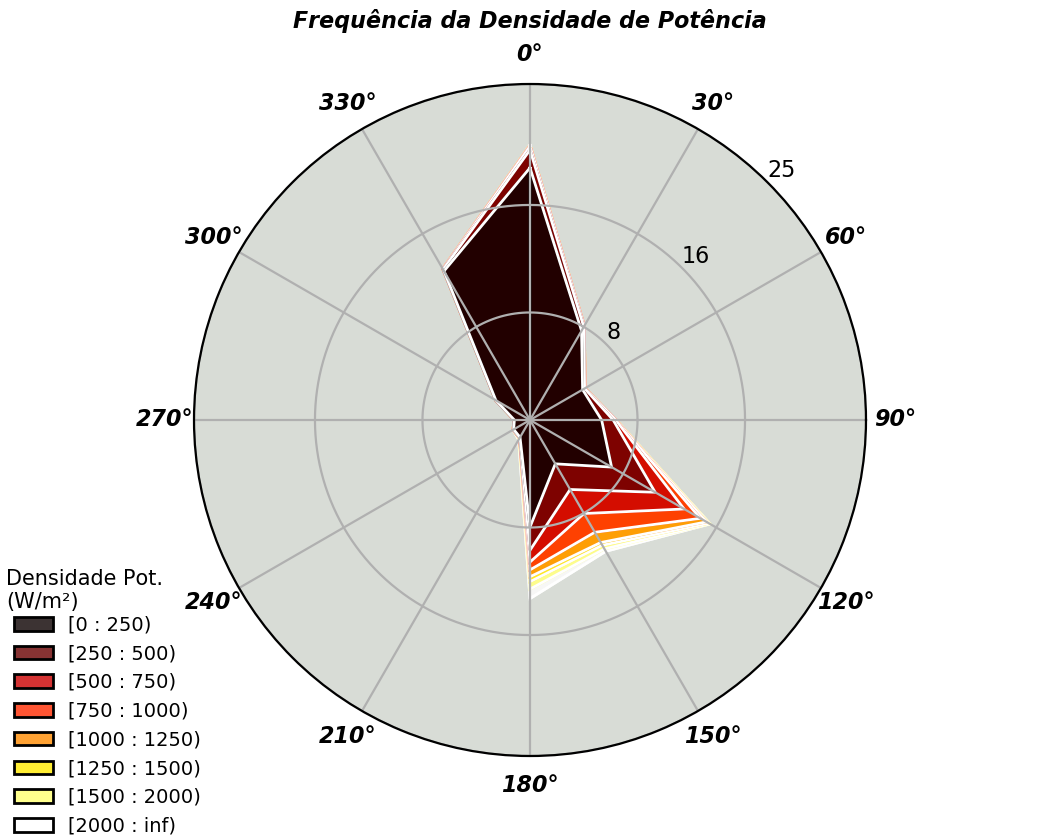 Frequência da Densidade de Potência
0°
330°
30°
25
300°
60°
16
8
270°
90°
240°
120°
210°
150°
180°
Densidade Pot.
(W/m²)
[0 : 250)
[250 : 500)
[500 : 750)
[750 : 1000)
[1000 : 1250)
[1250 : 1500)
[1500 : 2000)
[2000 : inf)